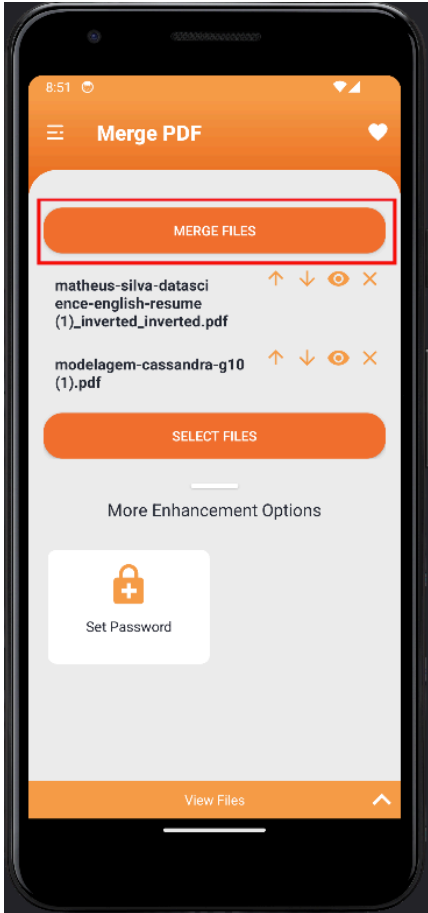 8:51
Merge PDF
MERGE FILES
matheus-silva-datasci
ence-english-resume
(1)_inverted_inverted.pdf
modelagem-cassandra-g10
(1).pdf
SELECT FILES
More Enhancement Options
Set Password
View Files